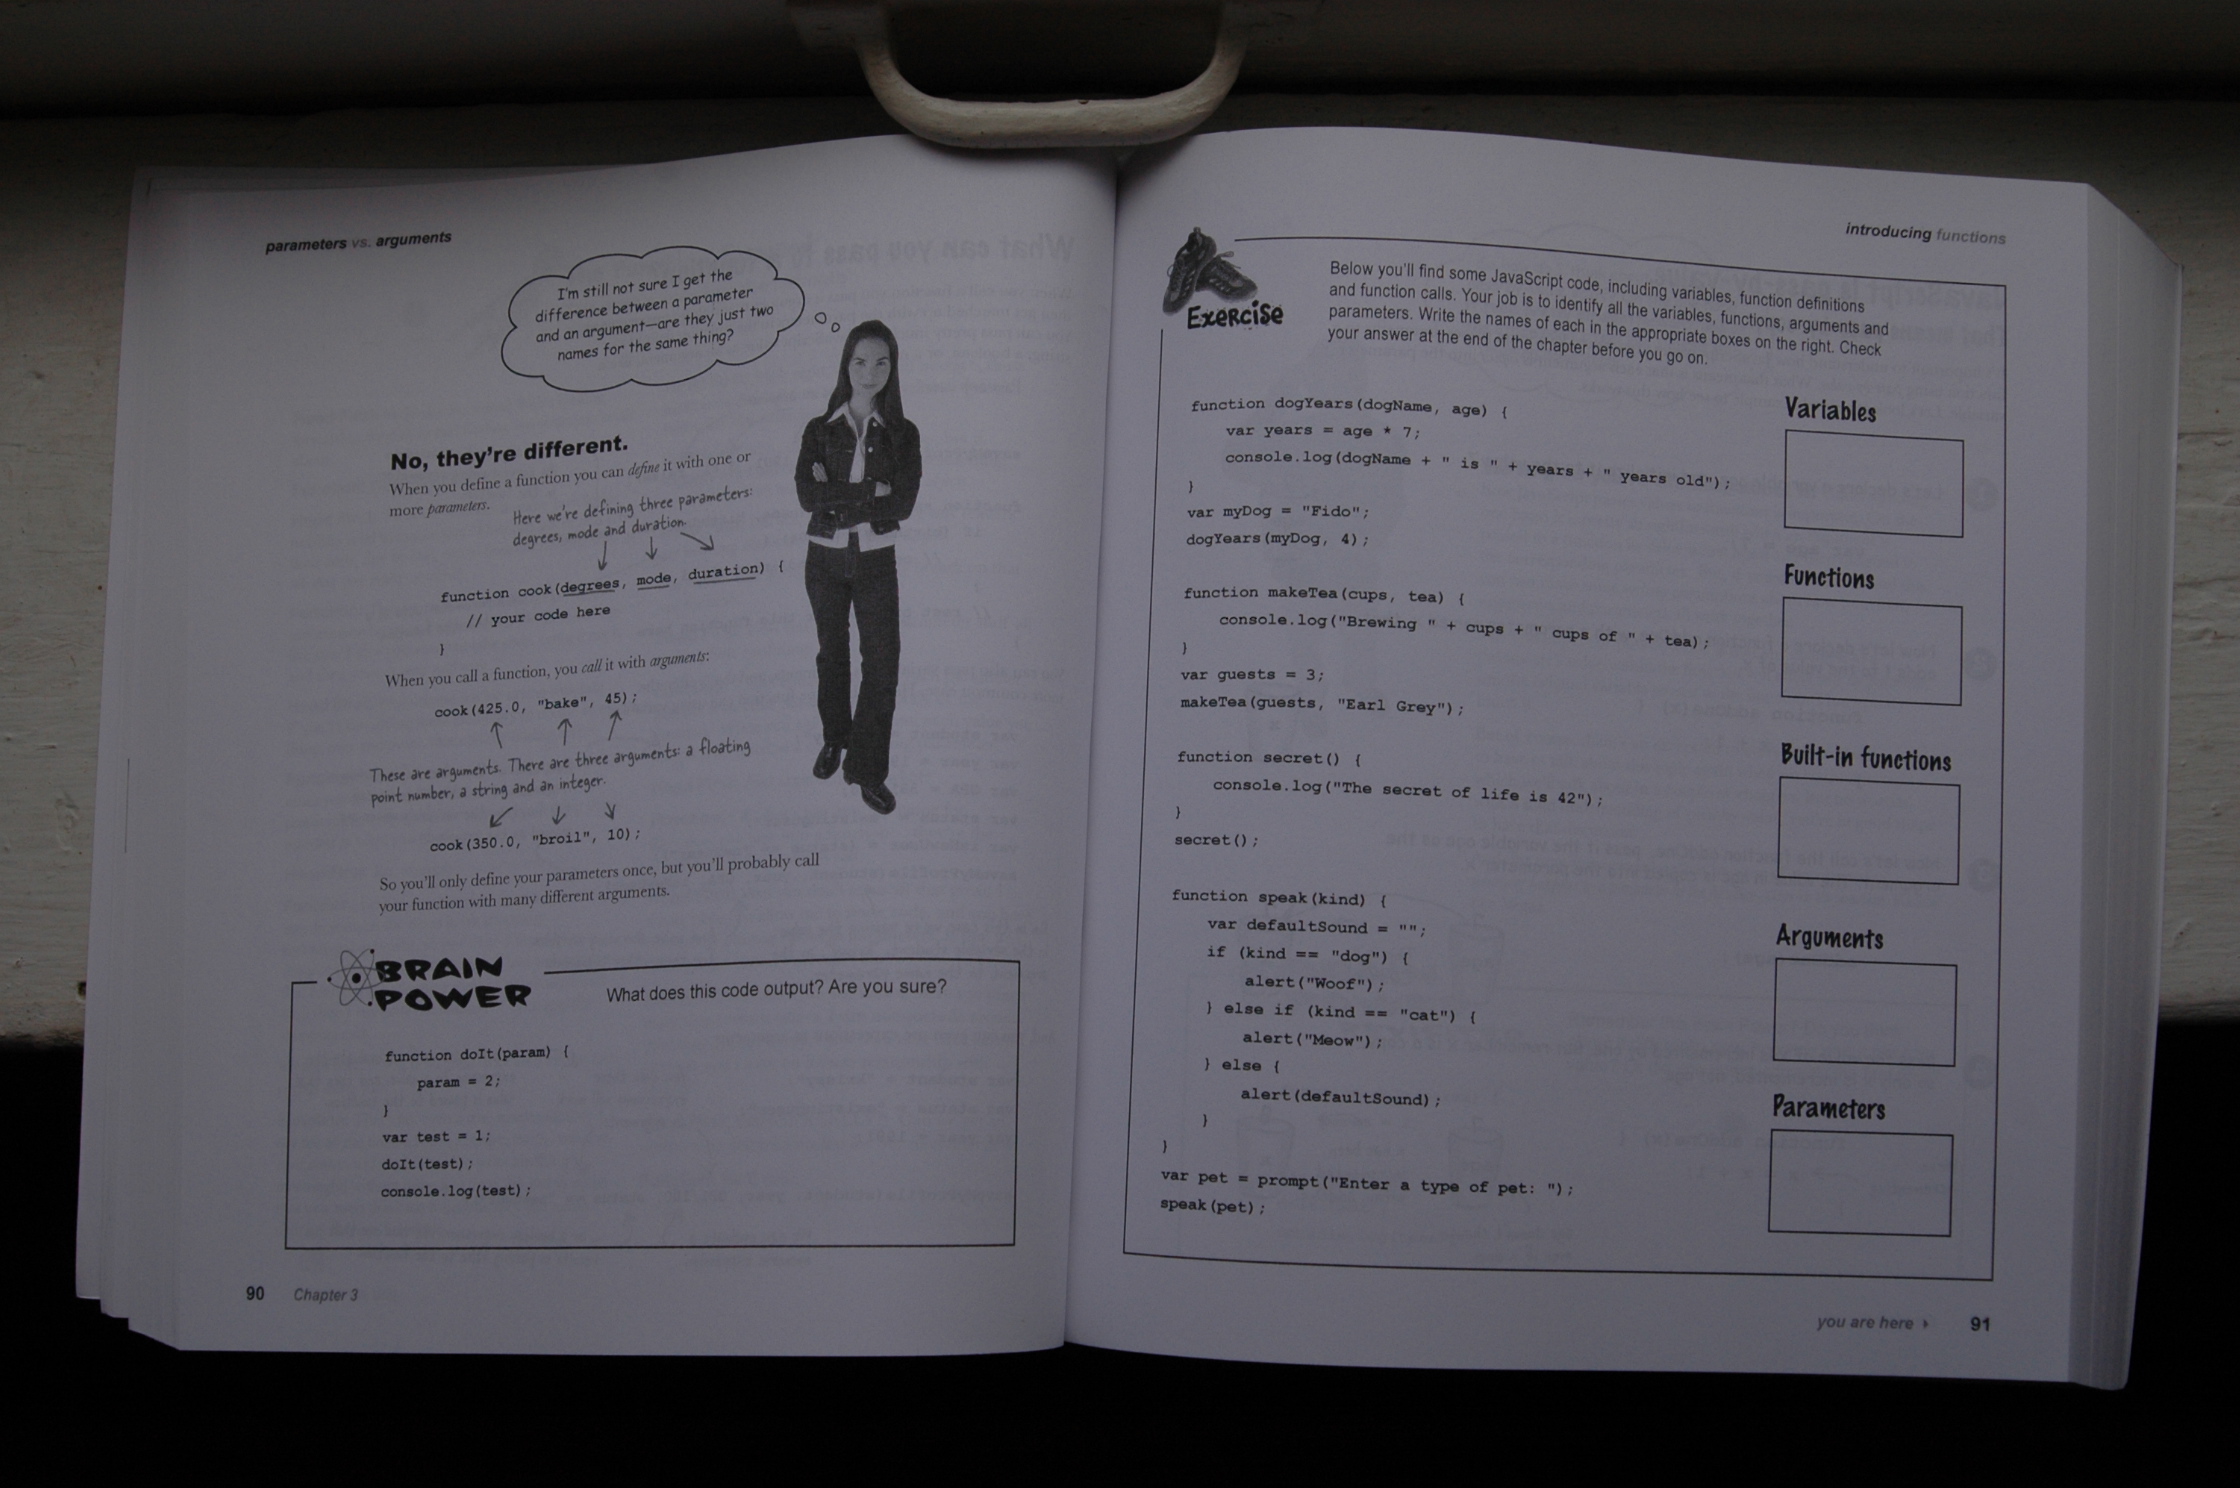 parameters vs. arguments
I'm still not sure I get the
difference between a parameter
and an argument—are they just two
names for the same thing?
No, they're different.
When you define a function you can define it with one or
more parameters.
Here we're defining three parameters:
degrees, mode and duration.
function cook(degrees, mode, duration) {
// your code here
}
When you call a function, you call it with arguments:
cook(425.0, "bake", 45);
These are arguments. There are three arguments: a floating
point number, a string and an integer.
cook(350.0, "broil", 10);
So you'll only define your parameters once, but you'll probably call
your function with many different arguments.
BRAIN
POWER
What does this code output? Are you sure?
function doIt(param) {
param = 2;
}
var test = 1;
doIt(test);
console.log(test);
90 Chapter 3
introducing functions
Exercise
Below you'll find some JavaScript code, including variables, function definitions
and function calls. Your job is to identify all the variables, functions, arguments and
parameters. Write the names of each in the appropriate boxes on the right. Check
your answer at the end of the chapter before you go on.
function dogYears(dogName, age) {
var years = age * 7;
console.log(dogName + " is " + years + " years old");
}
var myDog = "Fido";
dogYears(myDog, 4);
function makeTea(cups, tea) {
console.log("Brewing " + cups + " cups of " + tea);
}
var guests = 3;
makeTea(guests, "Earl Grey");
function secret() {
console.log("The secret of life is 42");
}
secret();
function speak(kind) {
var defaultSound = "";
if (kind == "dog") {
alert("Woof");
} else if (kind == "cat") {
alert("Meow");
} else {
alert(defaultSound);
}
}
var pet = prompt("Enter a type of pet: ");
speak(pet);
Variables
Functions
Built-in functions
Arguments
Parameters
you are here ▸ 91